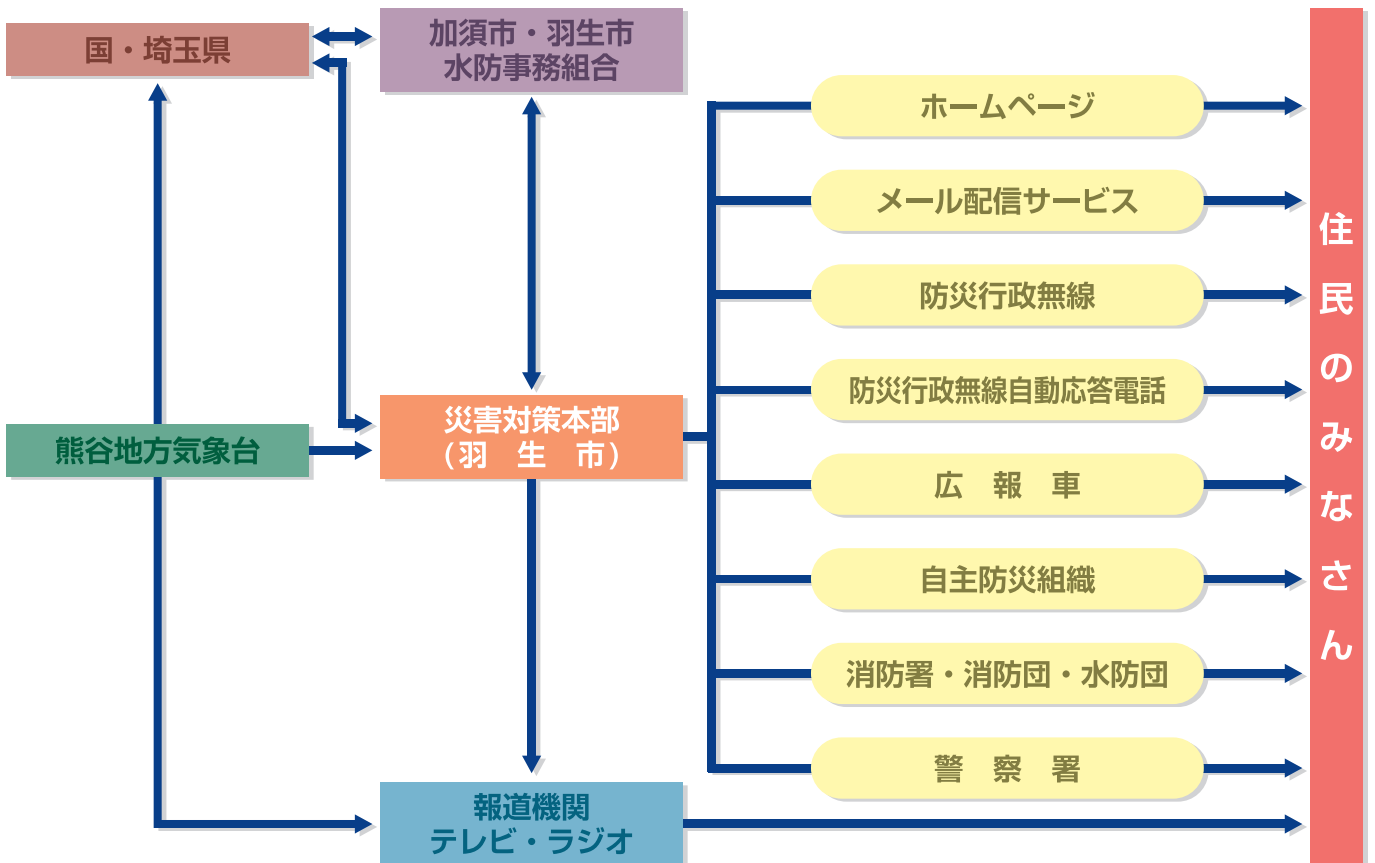 国・埼玉県
加須市・羽生市
水防事務組合
熊谷地方気象台
災害対策本部
（羽　生　市）
報道機関
テレビ・ラジオ
ホームページ
メール配信サービス
防災行政無線
防災行政無線自動応答電話
広　報　車
自主防災組織
消防署・消防団・水防団
警　察　署
住民のみなさん